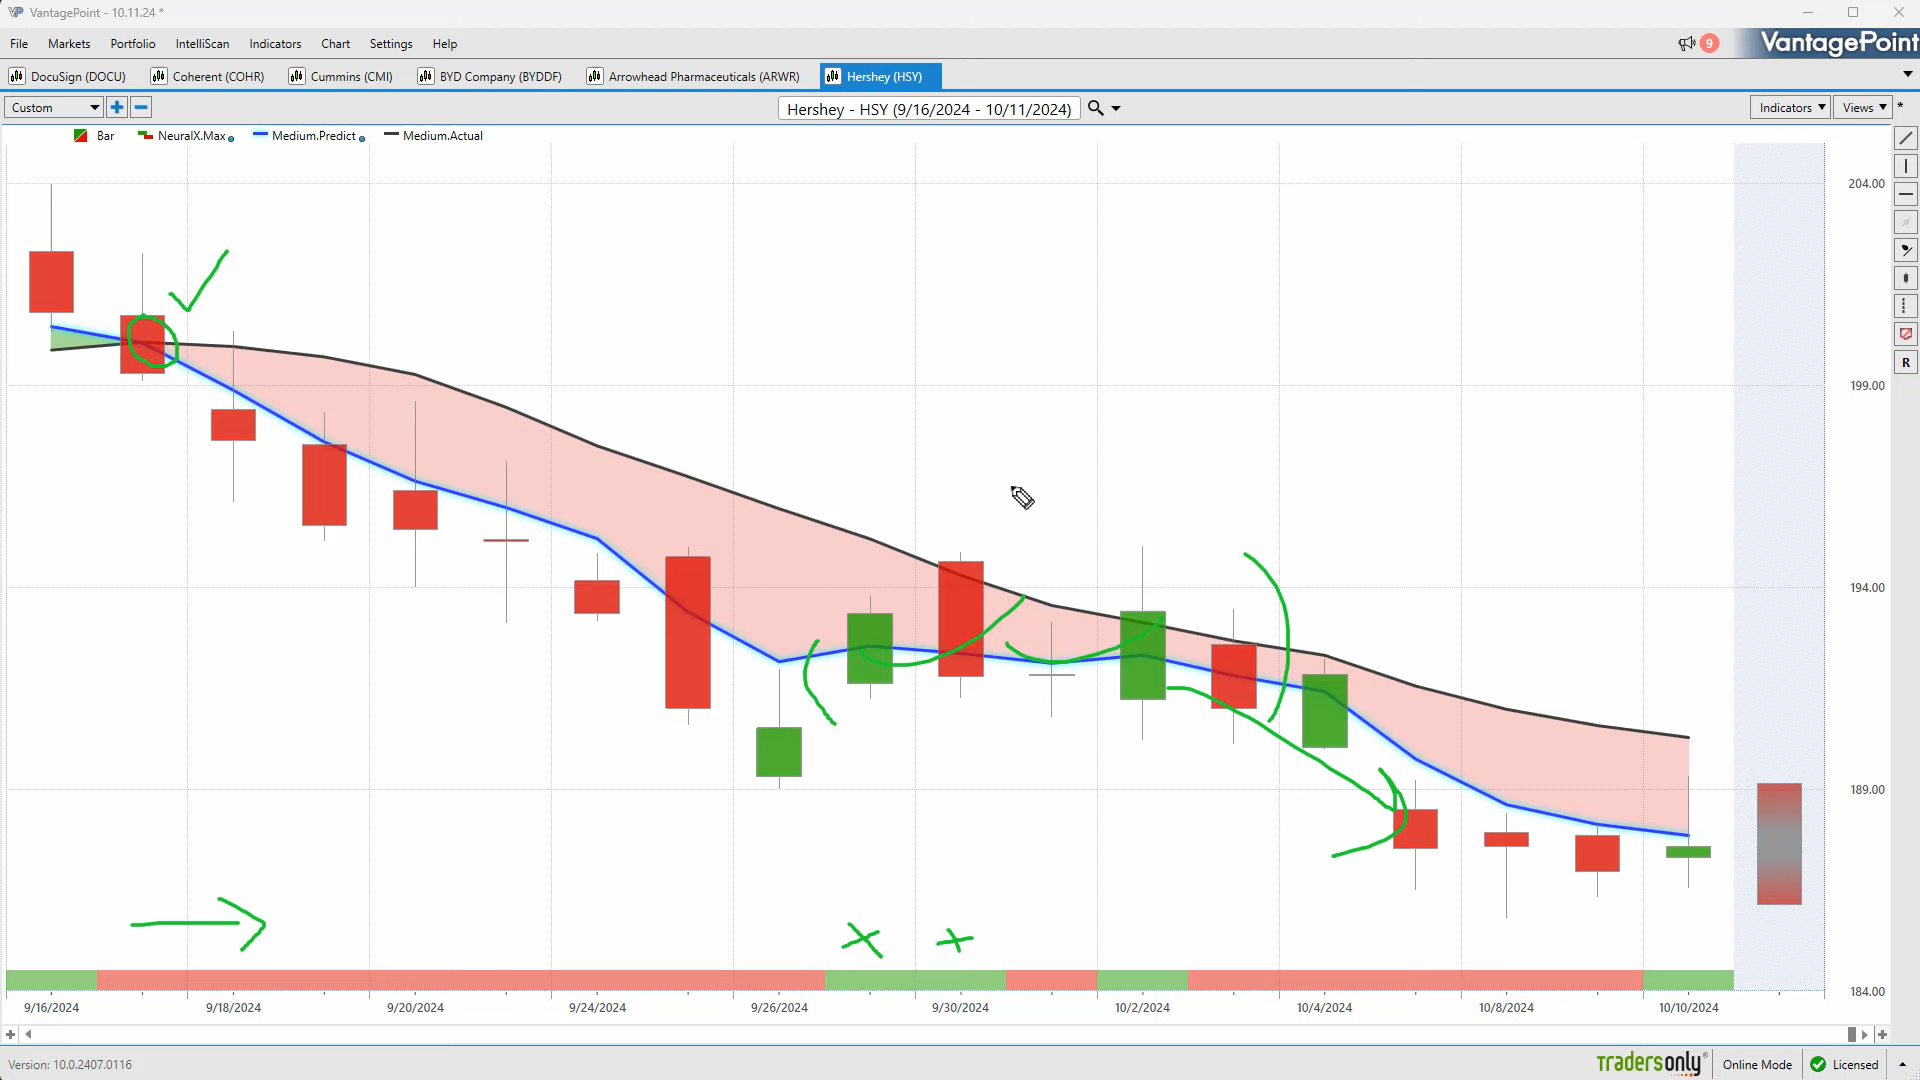 VantagePoint - 10.11.24 *
File Markets Portfolio IntelliScan Indicators Chart Settings Help 9 VantagePoint
DocuSign (DOCU) Coherent (COHR) Cummins (CMI) BYD Company (BYDDF) Arrowhead Pharmaceuticals (ARWR) Hershey (HSY)
Custom Hershey - HSY (9/16/2024 - 10/11/2024) Indicators Views *
Bar NeuralX.Max Medium.Predict Medium.Actual
204.00
199.00
194.00
189.00
184.00
R
9/16/2024 9/18/2024 9/20/2024 9/24/2024 9/26/2024 9/30/2024 10/2/2024 10/4/2024 10/8/2024 10/10/2024
Version: 10.0.2407.0116 tradersonly Online Mode Licensed